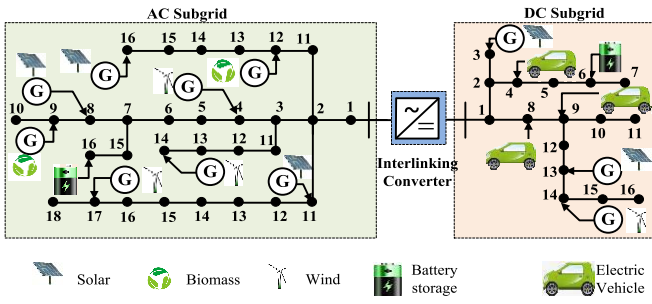 AC Subgrid
DC Subgrid
16 15 14 13 12 11
G G G
3 G
G G
2 4 5 6 7
10 9 8 7 6 5 4 3 2 1
~
=
1 8 9 10 11
G
16 15 14 13 12 11
Interlinking
Converter
12
G G G
13 G
18 17 16 15 14 13 12 11
14 15 16
G
Solar
Biomass
Wind
Battery
storage
Electric
Vehicle